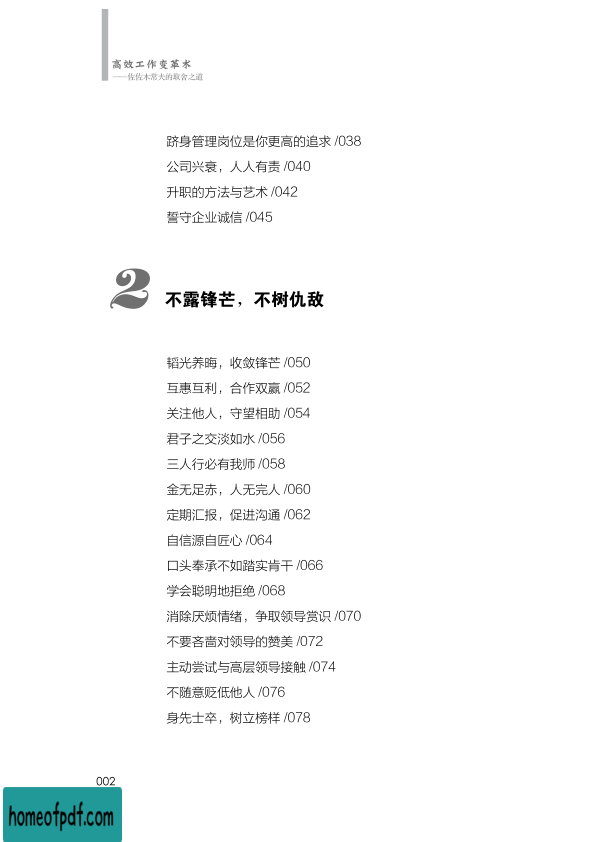 高效工作变革术
——佐佐木常夫的取舍之道
跻身管理岗位是你更高的追求 /038
公司兴衰，人人有责 /040
升职的方法与艺术 /042
誓守企业诚信 /045
2
不露锋芒，不树仇敌
韬光养晦，收敛锋芒 /050
互惠互利，合作双赢 /052
关注他人，守望相助 /054
君子之交淡如水 /056
三人行必有我师 /058
金无足赤，人无完人 /060
定期汇报，促进沟通 /062
自信源自匠心 /064
口头奉承不如踏实肯干 /066
学会聪明地拒绝 /068
消除厌烦情绪，争取领导赏识 /070
不要吝啬对领导的赞美 /072
主动尝试与高层领导接触 /074
不随意贬低他人 /076
身先士卒，树立榜样 /078
002
homeofpdf.com